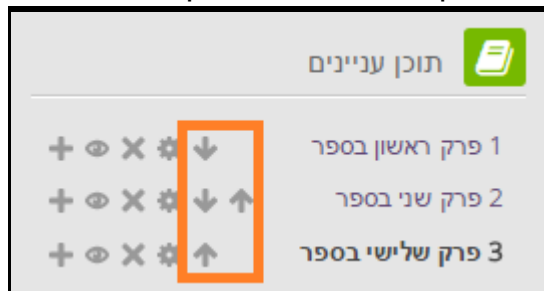 תוכן עניינים
1 פרק ראשון בספר
2 פרק שני בספר
3 פרק שלישי בספר